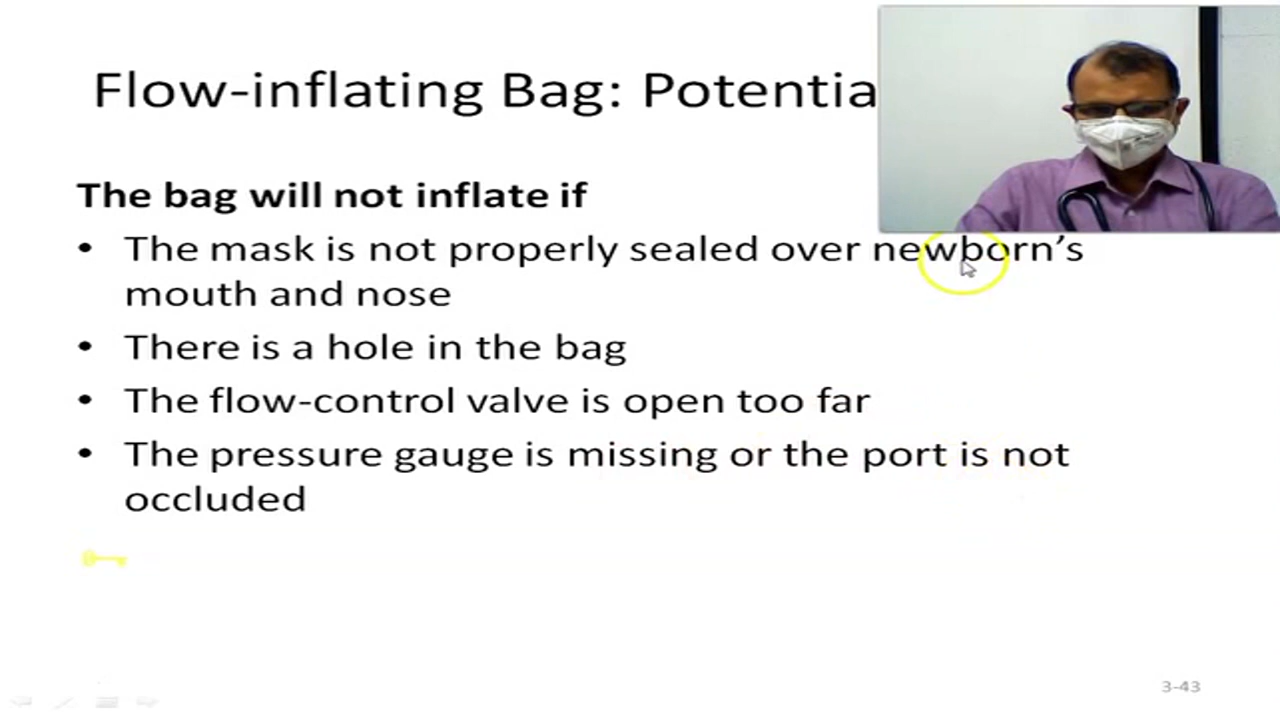 Flow-inflating Bag: Potentia
The bag will not inflate if
• The mask is not properly sealed over newborn's
mouth and nose
• There is a hole in the bag
• The flow-control valve is open too far
• The pressure gauge is missing or the port is not
occluded
3-43